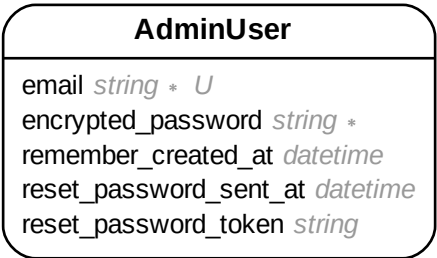 AdminUser
email string * U
encrypted_password string *
remember_created_at datetime
reset_password_sent_at datetime
reset_password_token string